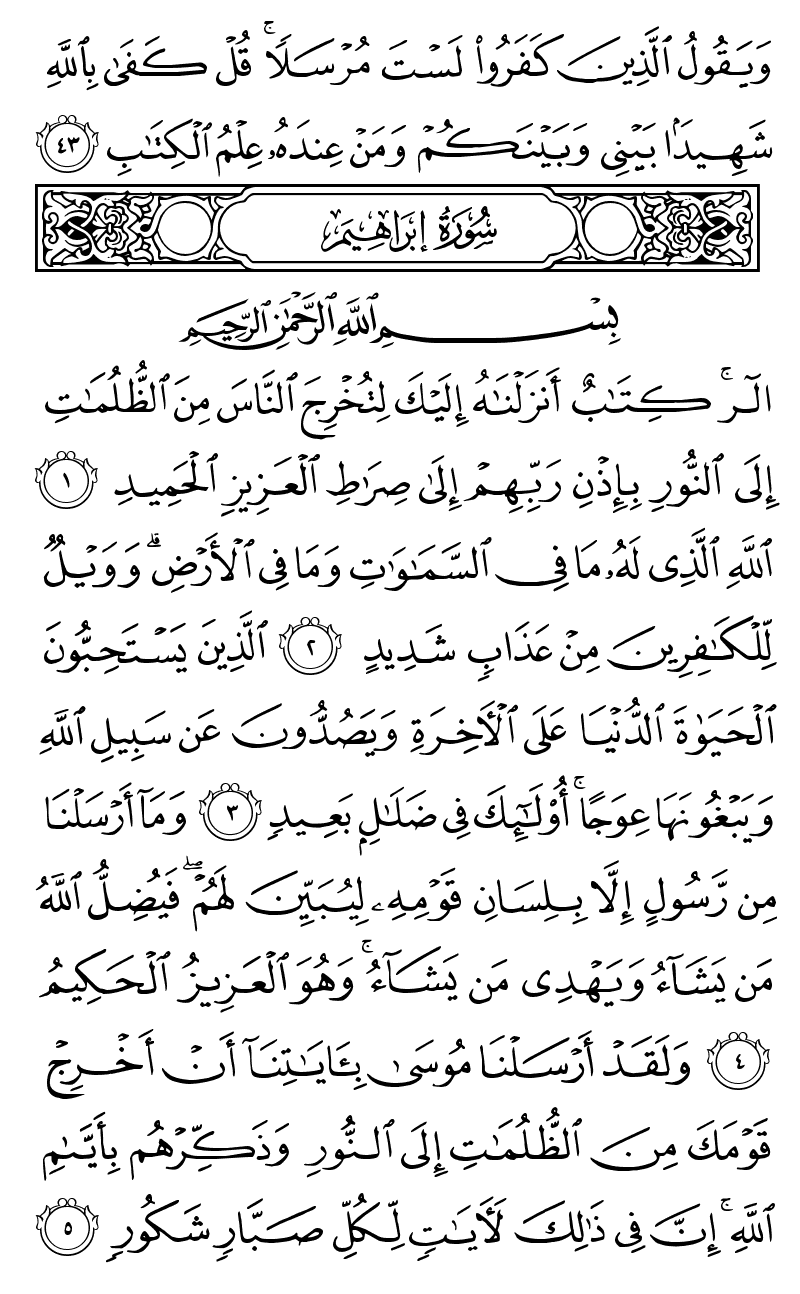 وَيَقُولُ ٱلَّذِينَ كَفَرُوا۟ لَسْتَ مُرْسَلًا ۚ قُلْ كَفَىٰ بِٱللَّهِ
شَهِيدًۢا بَيْنِى وَبَيْنَكُمْ وَمَنْ عِندَهُۥ عِلْمُ ٱلْكِتَٰبِ ٤٣
سُورَةُ إِبْرَاهِيمَ
بِسْمِ ٱللَّهِ ٱلرَّحْمَٰنِ ٱلرَّحِيمِ
الٓر ۚ كِتَٰبٌ أَنزَلْنَٰهُ إِلَيْكَ لِتُخْرِجَ ٱلنَّاسَ مِنَ ٱلظُّلُمَٰتِ
إِلَى ٱلنُّورِ بِإِذْنِ رَبِّهِمْ إِلَىٰ صِرَٰطِ ٱلْعَزِيزِ ٱلْحَمِيدِ ١
ٱللَّهِ ٱلَّذِى لَهُۥ مَا فِى ٱلسَّمَٰوَٰتِ وَمَا فِى ٱلْأَرْضِ ۗ وَوَيْلٌ
لِّلْكَٰفِرِينَ مِنْ عَذَابٍ شَدِيدٍ ٢ ٱلَّذِينَ يَسْتَحِبُّونَ
ٱلْحَيَوٰةَ ٱلدُّنْيَا عَلَى ٱلْءَاخِرَةِ وَيَصُدُّونَ عَن سَبِيلِ ٱللَّهِ
وَيَبْغُونَهَا عِوَجًا ۚ أُو۟لَٰٓئِكَ فِى ضَلَٰلٍۭ بَعِيدٍ ٣ وَمَآ أَرْسَلْنَا
مِن رَّسُولٍ إِلَّا بِلِسَانِ قَوْمِهِۦ لِيُبَيِّنَ لَهُمْ ۖ فَيُضِلُّ ٱللَّهُ
مَن يَشَآءُ وَيَهْدِى مَن يَشَآءُ ۚ وَهُوَ ٱلْعَزِيزُ ٱلْحَكِيمُ
٤ وَلَقَدْ أَرْسَلْنَا مُوسَىٰ بِـَٔايَٰتِنَآ أَنْ أَخْرِجْ
قَوْمَكَ مِنَ ٱلظُّلُمَٰتِ إِلَى ٱلنُّورِ وَذَكِّرْهُم بِأَيَّىٰمِ
ٱللَّهِ ۚ إِنَّ فِى ذَٰلِكَ لَءَايَٰتٍ لِّكُلِّ صَبَّارٍ شَكُورٍ ٥